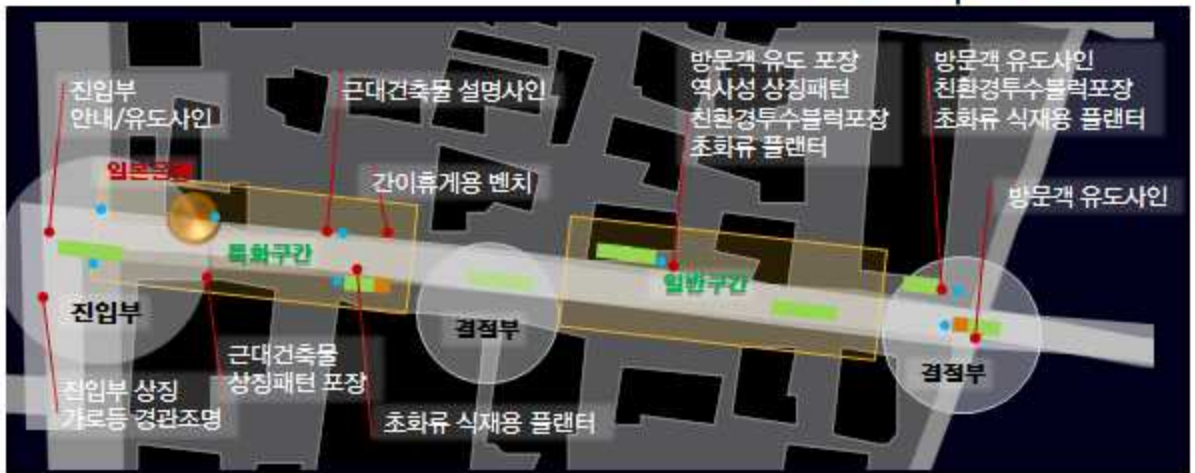 진입부
안내/유도사인
근대건축물 설명사인
간이휴게용 벤치
방문객 유도 포장
역사성 상징패턴
친환경투수블럭포장
초화류 플랜터
방문객 유도사인
친환경투수블럭포장
초화류 식재용 플랜터
방문객 유도사인
특화구간
일반구간
진입부
결절부
결절부
근대건축물
상징패턴 포장
진입부 상징
가로등 경관조명
초화류 식재용 플랜터